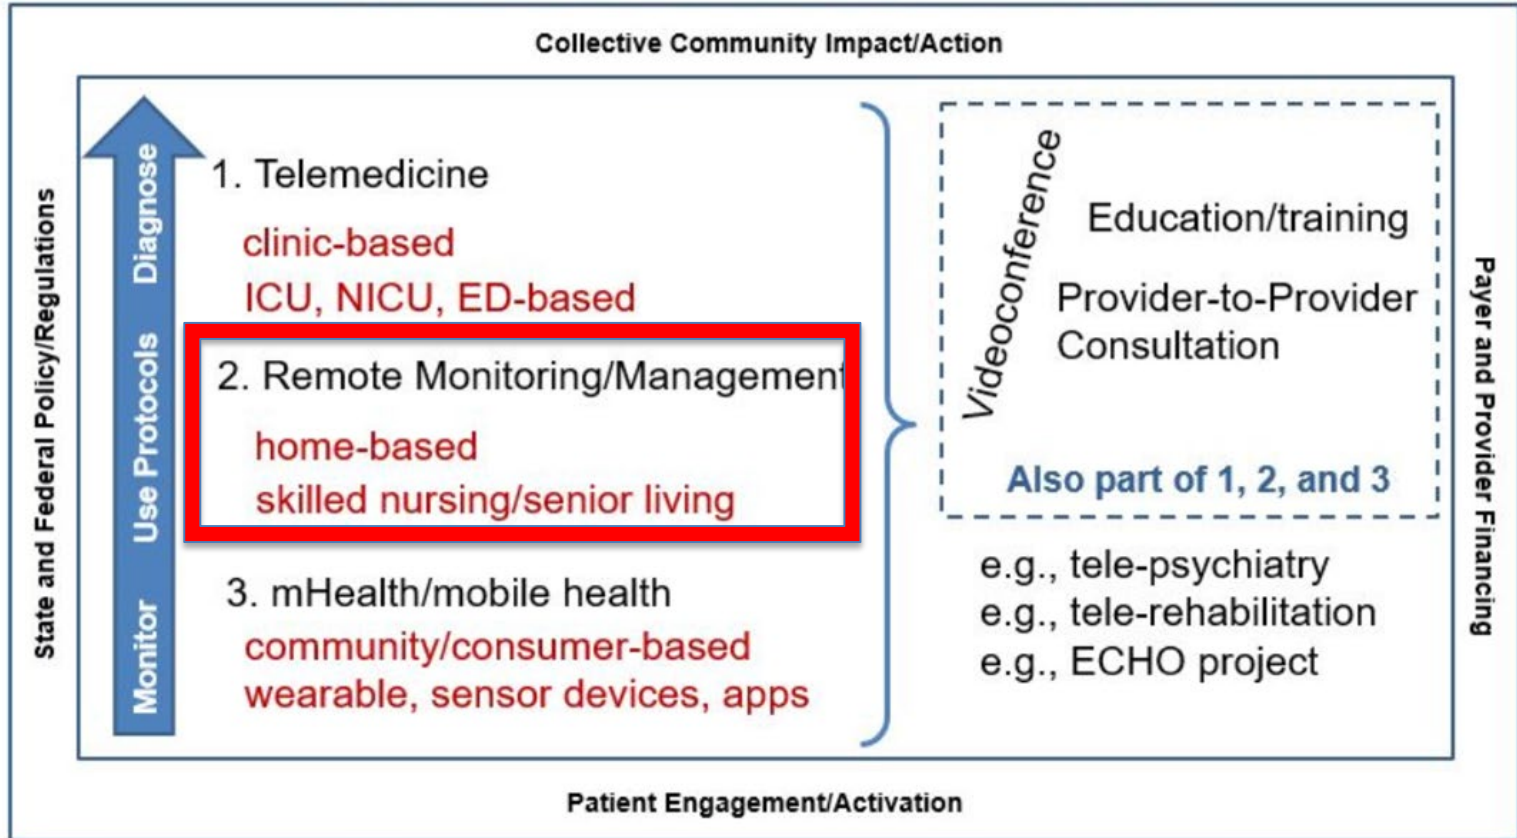 Collective Community Impact/Action
State and Federal Policy/Regulations
Diagnose
Use Protocols
Monitor
1. Telemedicine
clinic-based
ICU, NICU, ED-based
2. Remote Monitoring/Management
home-based
skilled nursing/senior living
3. mHealth/mobile health
community/consumer-based
wearable, sensor devices, apps
Videoconference
Education/training
Provider-to-Provider
Consultation
Also part of 1, 2, and 3
e.g., tele-psychiatry
e.g., tele-rehabilitation
e.g., ECHO project
Payer and Provider Financing
Patient Engagement/Activation